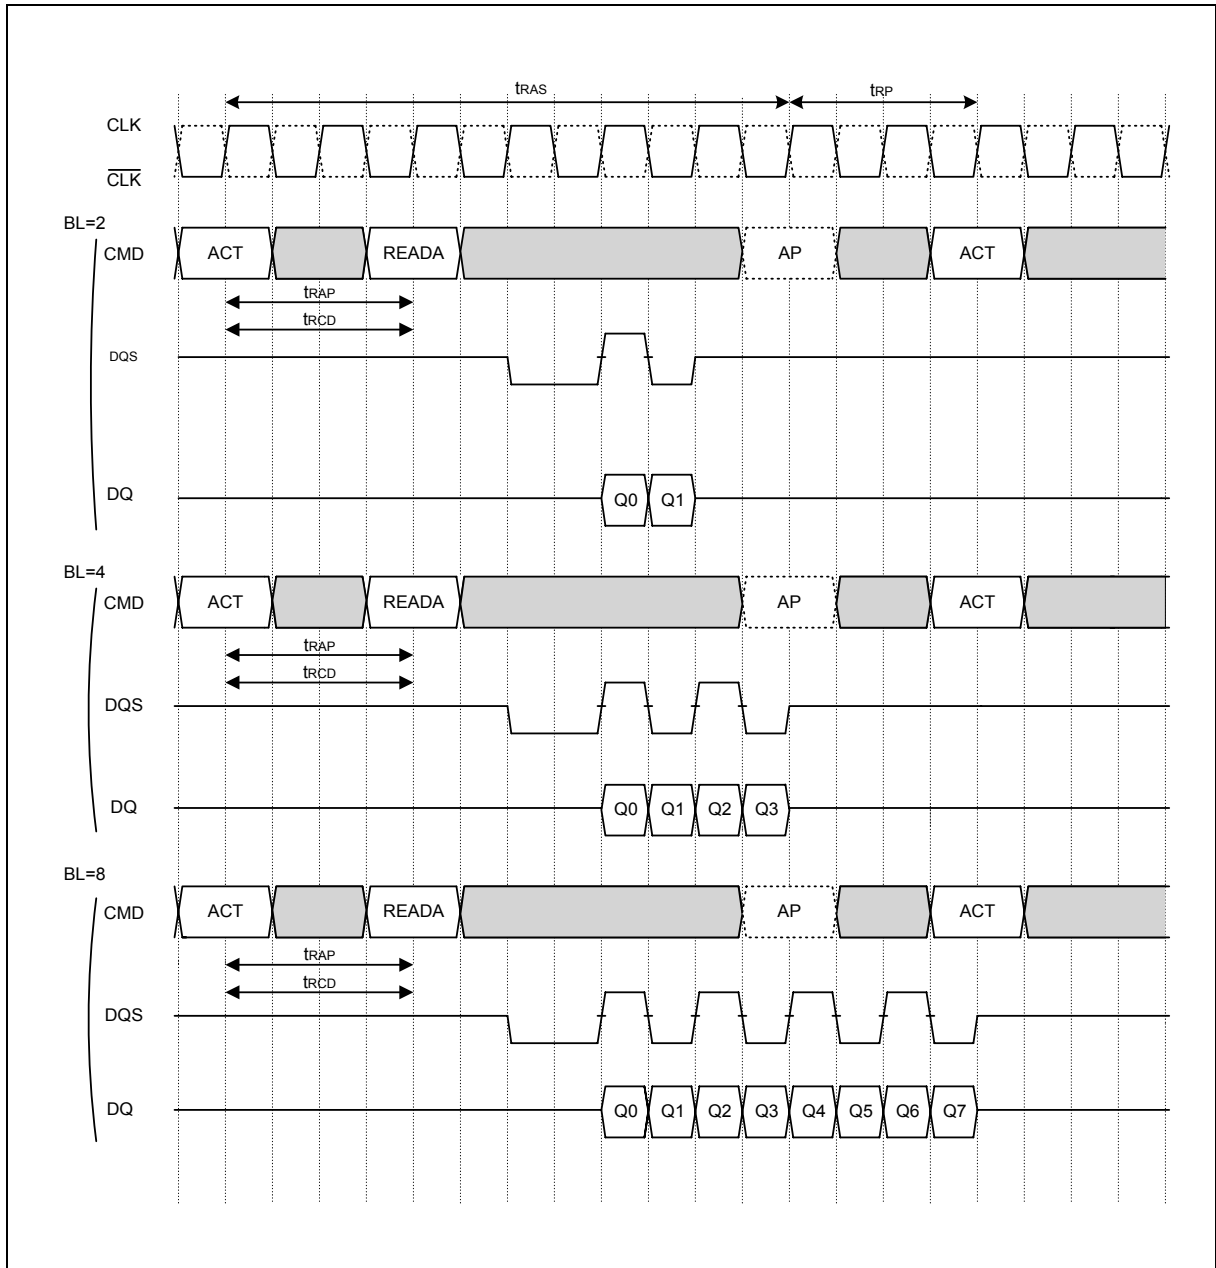 tRAS tRP
CLK
CLK
BL=2
CMD ACT READA AP ACT
tRAP
tRCD
DQS
DQ Q0 Q1
BL=4
CMD ACT READA AP ACT
tRAP
tRCD
DQS
DQ Q0 Q1 Q2 Q3
BL=8
CMD ACT READA AP ACT
tRAP
tRCD
DQS
DQ Q0 Q1 Q2 Q3 Q4 Q5 Q6 Q7